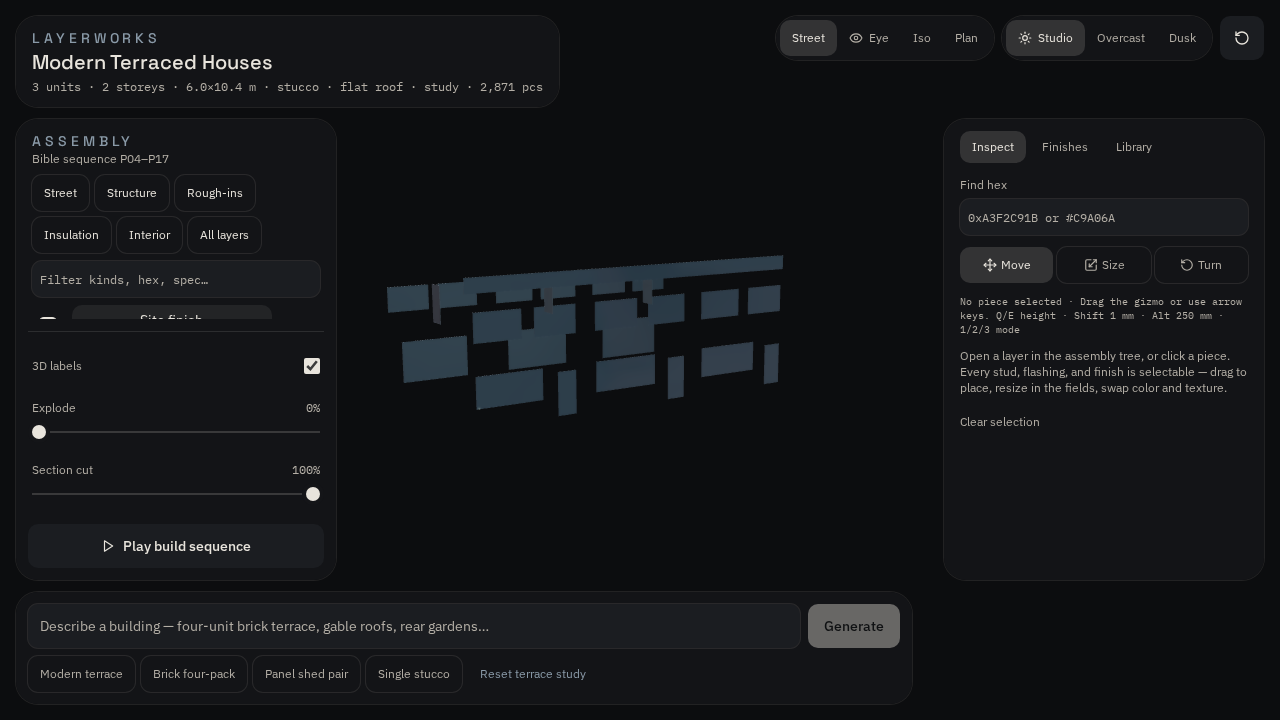 LAYERWORKS
Modern Terraced Houses
3 units · 2 storeys · 6.0×10.4 m · stucco · flat roof · study · 2,871 pcs
Street
Eye
Iso
Plan
Studio
Overcast
Dusk
ASSEMBLY
Bible sequence P04–P17
Street
Structure
Rough-ins
Insulation
Interior
All layers
Filter kinds, hex, spec…
Site finish
3D labels
Explode
0%
Section cut
100%
Play build sequence
Inspect
Finishes
Library
Find hex
0xA3F2C91B or #C9A06A
Move
Size
Turn
No piece selected · Drag the gizmo or use arrow
keys. Q/E height · Shift 1 mm · Alt 250 mm ·
1/2/3 mode
Open a layer in the assembly tree, or click a piece.
Every stud, flashing, and finish is selectable — drag to
place, resize in the fields, swap color and texture.
Clear selection
Describe a building — four-unit brick terrace, gable roofs, rear gardens…
Generate
Modern terrace
Brick four-pack
Panel shed pair
Single stucco
Reset terrace study